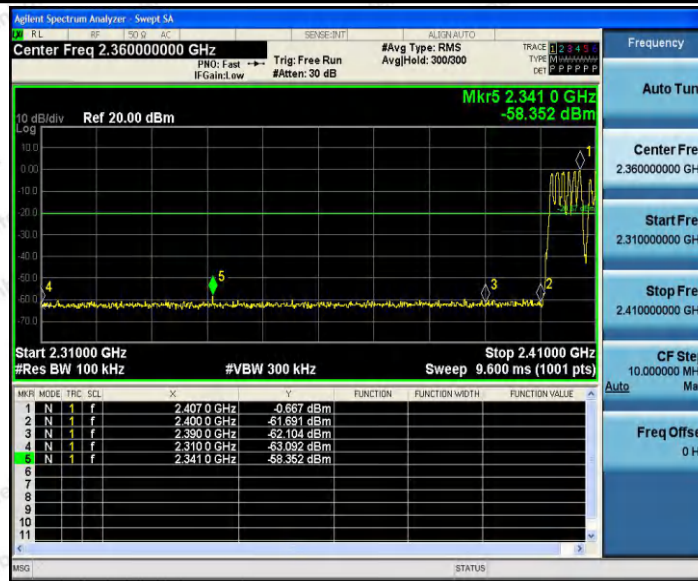 Agilent Spectrum Analyzer - Swept SA
RL RF 50 Ω AC SENSE:INT ALIGN AUTO
Center Freq 2.360000000 GHz #Avg Type: RMS TRACE 1 2 3 4 5 6
PNO: Fast Trig: Free Run Avg|Hold: 300/300 TYPE M
IFGain:Low #Atten: 30 dB DET P P P P P P
Mkr5 2.341 0 GHz
-58.352 dBm
10 dB/div Ref 20.00 dBm
Log
10.0
0.00
-10.0
-20.0
-30.0
-40.0
-50.0
-60.0
-70.0
1
2
3
4
5
Start 2.31000 GHz Stop 2.41000 GHz
#Res BW 100 kHz #VBW 300 kHz Sweep 9.600 ms (1001 pts)
MKR MODE TRC SCL X Y FUNCTION FUNCTION WIDTH FUNCTION VALUE
1 N 1 f 2.407 0 GHz -0.667 dBm
2 N 1 f 2.400 0 GHz -61.691 dBm
3 N 1 f 2.390 0 GHz -62.104 dBm
4 N 1 f 2.310 0 GHz -63.092 dBm
5 N 1 f 2.341 0 GHz -58.352 dBm
6
7
8
9
10
11
MSG STATUS
Frequency
Auto Tun
Center Fre
2.360000000 GH
Start Fre
2.310000000 GH
Stop Fre
2.410000000 GH
CF Ste
10.000000 MH
Auto Ma
Freq Offse
0 H